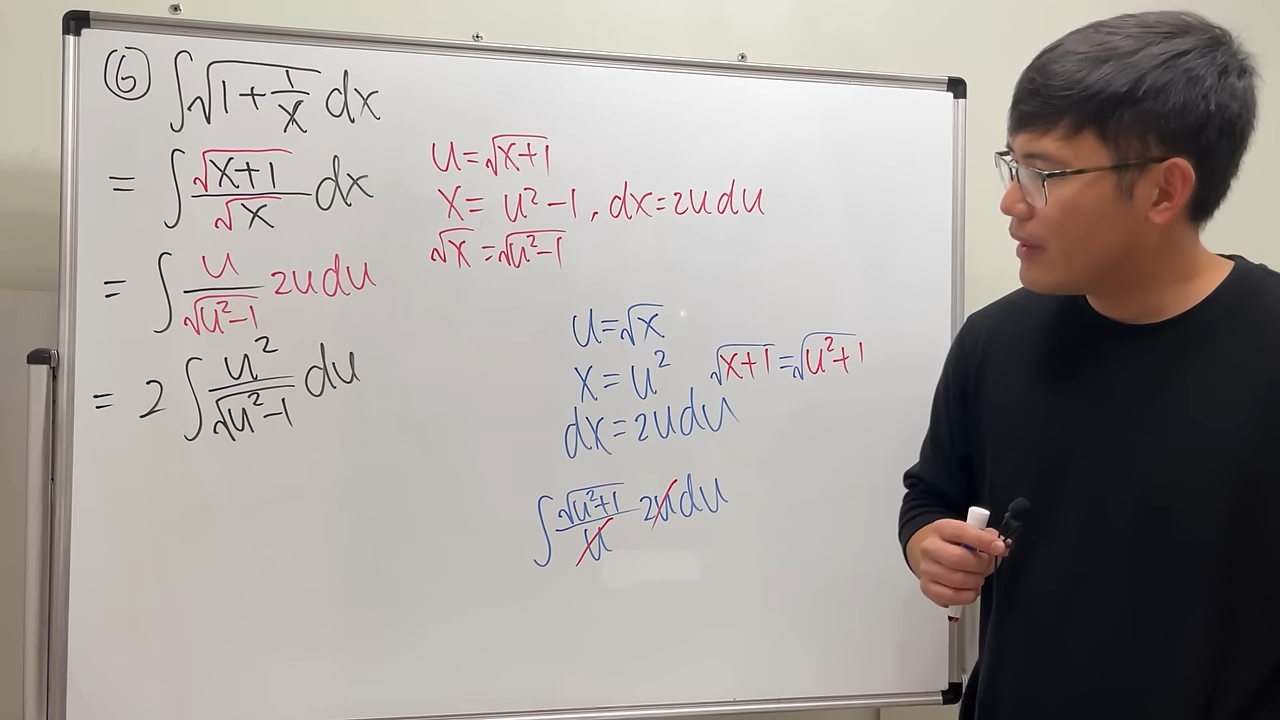 ⑥ ∫√(1+1/x) dx
= ∫ √(x+1)/√x dx
= ∫ u/√(u²-1) 2u du
= 2 ∫ u²/√(u²-1) du
u=√(x+1)
x= u²-1, dx=2u du
√x =√(u²-1)
u=√x
x=u² √(x+1)=√(u²+1)
dx=2u du
∫ √(u²+1)/u 2u du